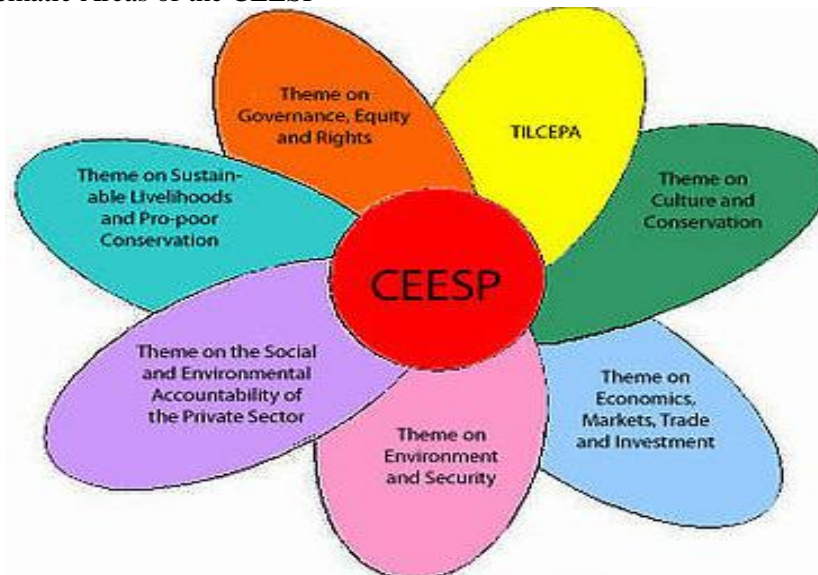 Theme on
Governance, Equity
and Rights
TILCEPA
Theme on
Culture and
Conservation
Theme on
Economics,
Markets, Trade
and Investment
Theme on
Environment
and Security
Theme on the Social
and Environmental
Accountability of
the Private Sector
Theme on Sustain-
able Livelihoods
and Pro-poor
Conservation
CEESP